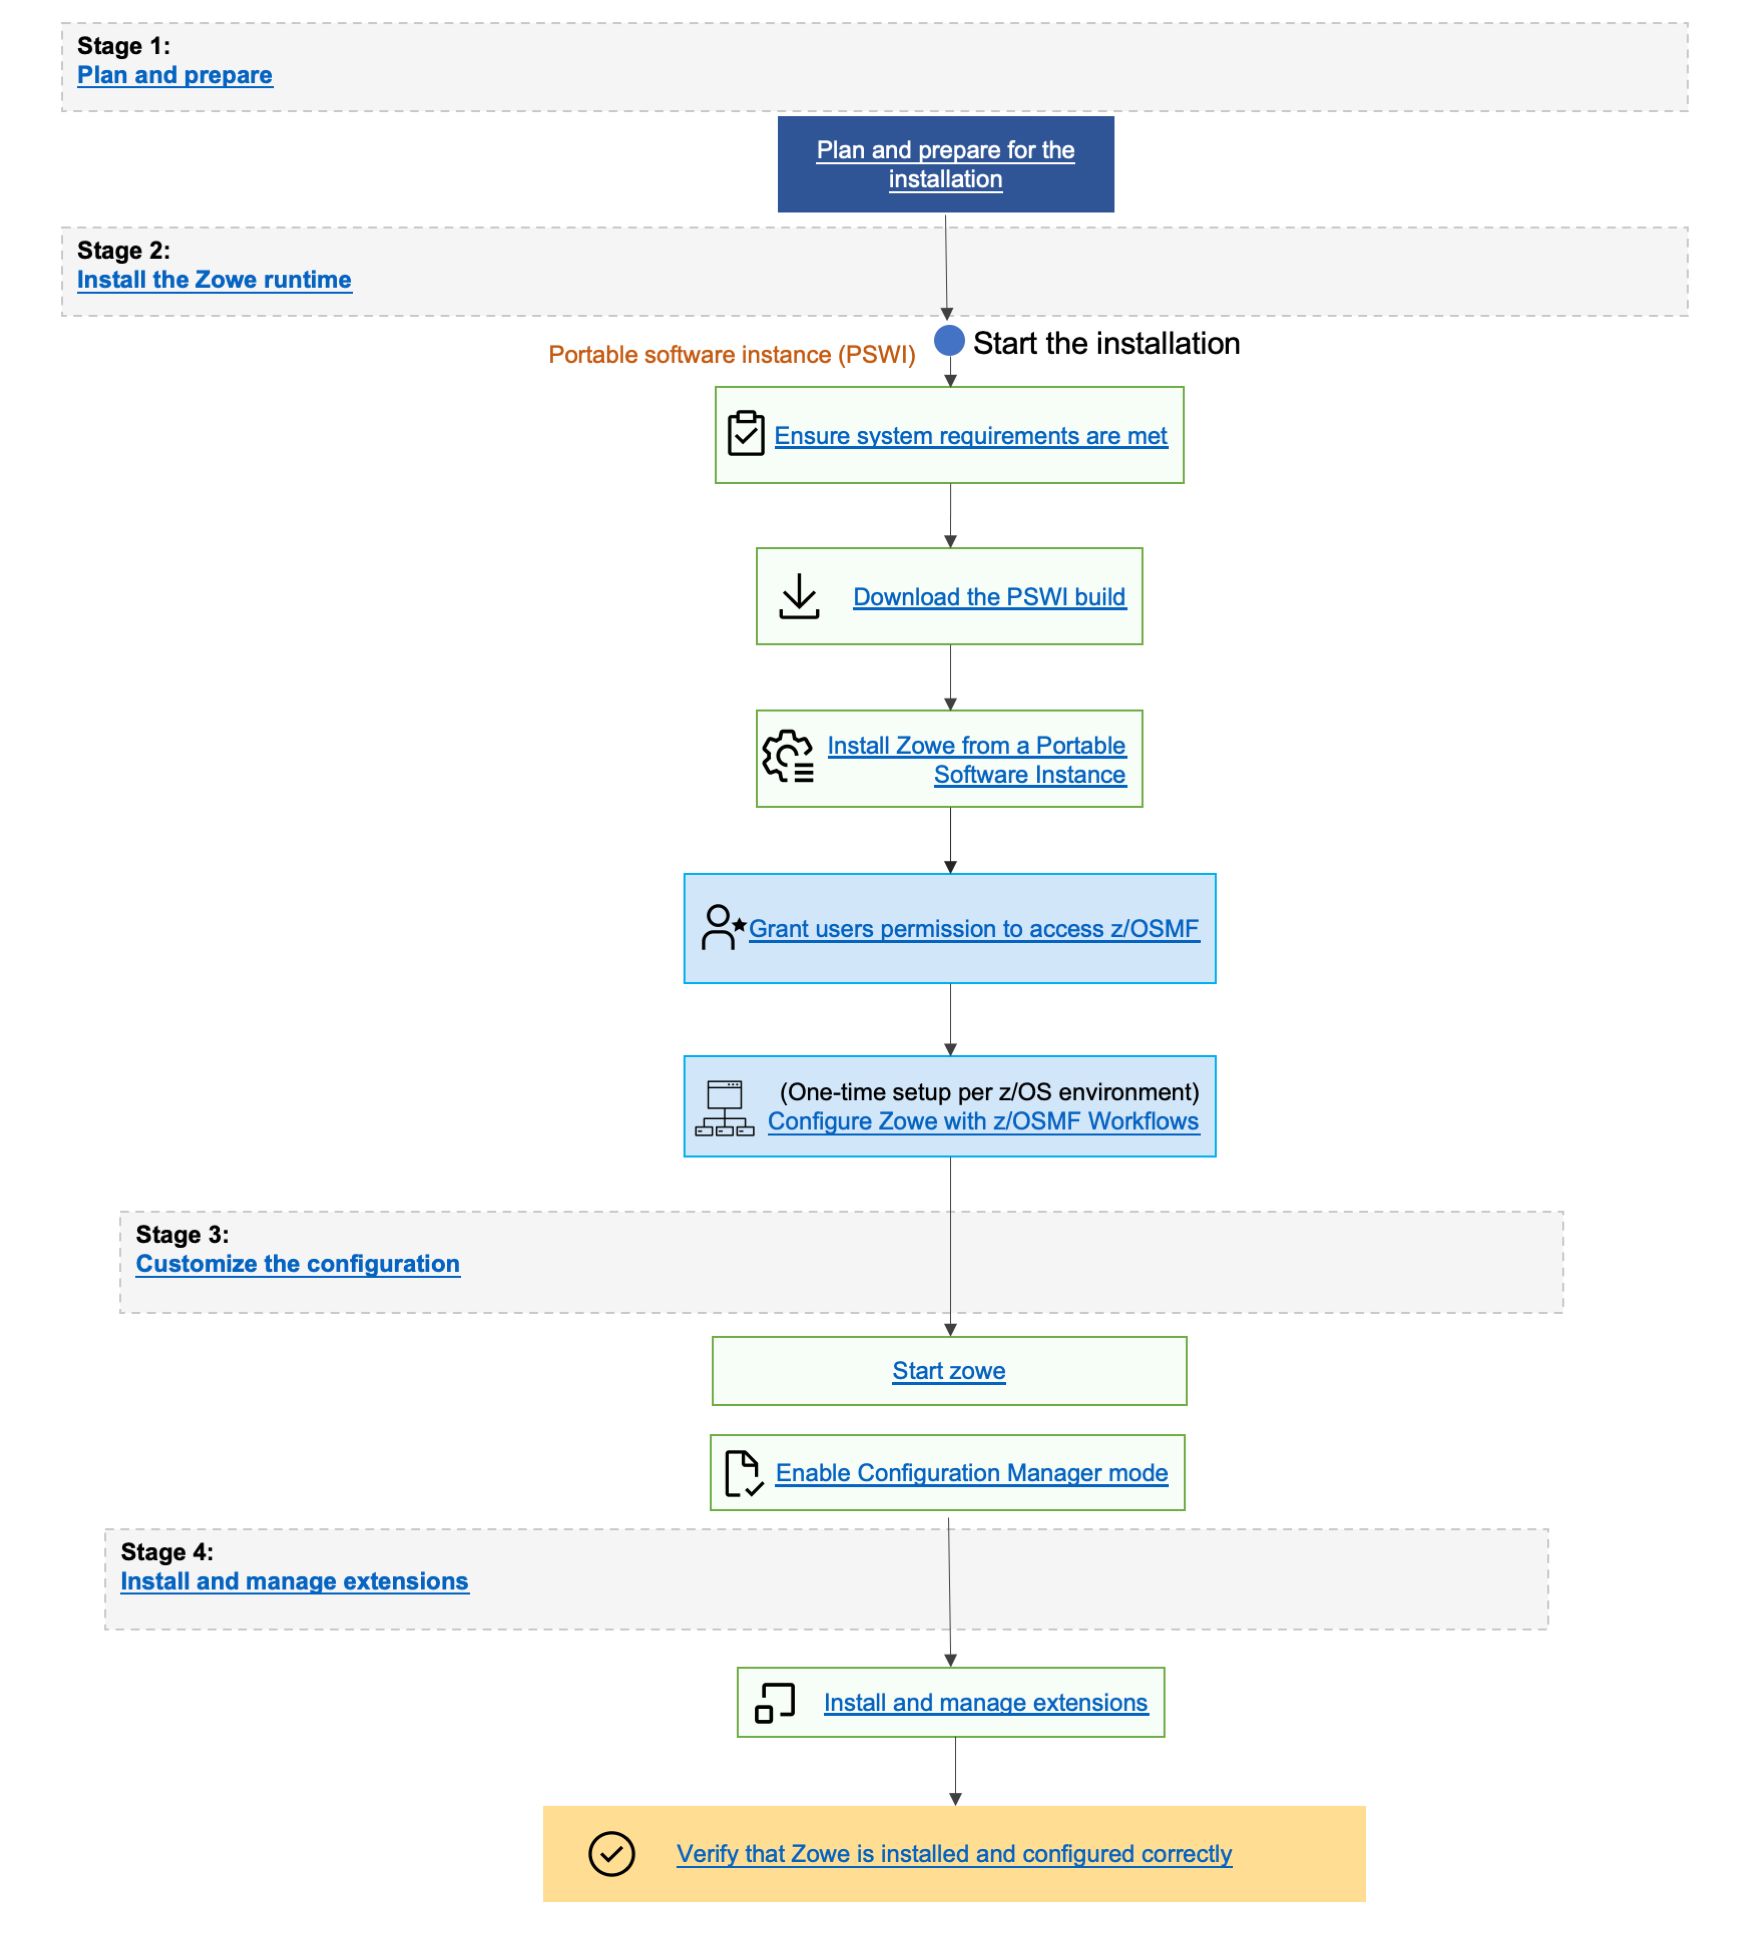 Stage 1:
Plan and prepare
Plan and prepare for the
installation
Stage 2:
Install the Zowe runtime
Portable software instance (PSWI)
Start the installation
Ensure system requirements are met
Download the PSWI build
Install Zowe from a Portable
Software Instance
Grant users permission to access z/OSMF
(One-time setup per z/OS environment)
Configure Zowe with z/OSMF Workflows
Stage 3:
Customize the configuration
Start zowe
Enable Configuration Manager mode
Stage 4:
Install and manage extensions
Install and manage extensions
Verify that Zowe is installed and configured correctly